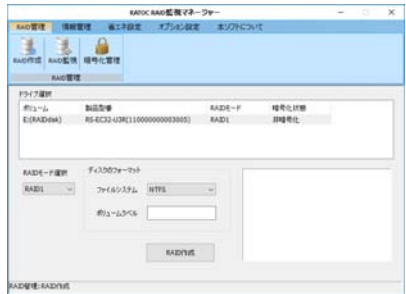 RATOC RAID監視マネージャー
RAID管理 情報管理 省エネ設定 オプション設定 本ソフトについて
RAID作成 RAID監視 暗号化管理
RAID管理
ドライブ選択
ボリューム 製品型番 RAIDモード 暗号化状態
E:(RAIDdisk) RS-EC32-U3R(110000000003005) RAID1 非暗号化
RAIDモード選択 ディスクのフォーマット
RAID1 ファイルシステム NTFS
ボリュームラベル
RAID作成
RAID管理:RAID作成